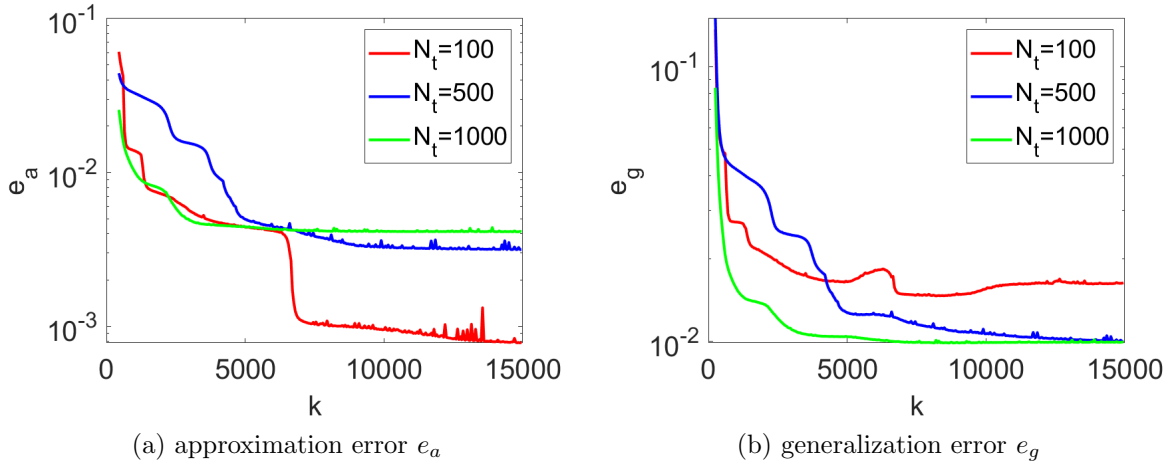 10^-1
10^-2
10^-3
e_a
0 5000 10000 15000
k
N_t=100
N_t=500
N_t=1000
(a) approximation error e_a
10^-1
10^-2
e_g
0 5000 10000 15000
k
N_t=100
N_t=500
N_t=1000
(b) generalization error e_g